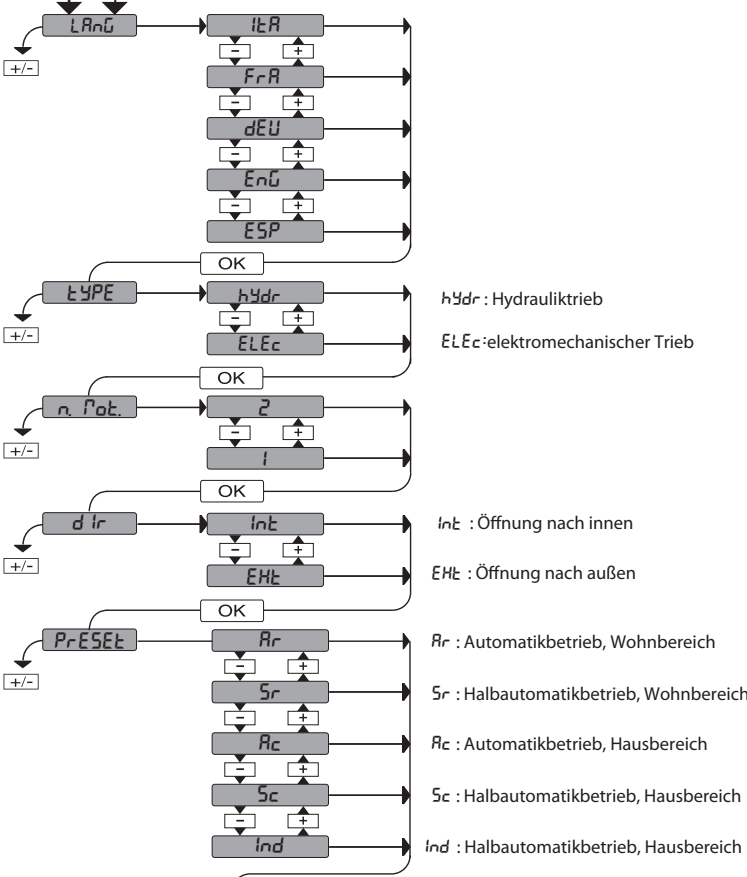 LAnG ItA
- +
+/- FrA
- +
dEU
- +
EnG
- +
ESP
OK
tYPE hYdr hYdr : Hydrauliktrieb
+/- - +
ELEc ELEc :elektromechanischer Trieb
OK
n. Mot. 2
+/- - +
1
OK
dIr Int Int : Öffnung nach innen
+/- - +
EHt EHt : Öffnung nach außen
OK
PrESEt Ar Ar : Automatikbetrieb, Wohnbereich
+/- - +
Sr Sr : Halbautomatikbetrieb, Wohnbereich
- +
Ac Ac : Automatikbetrieb, Hausbereich
- +
Sc Sc : Halbautomatikbetrieb, Hausbereich
- +
Ind Ind : Halbautomatikbetrieb, Hausbereich